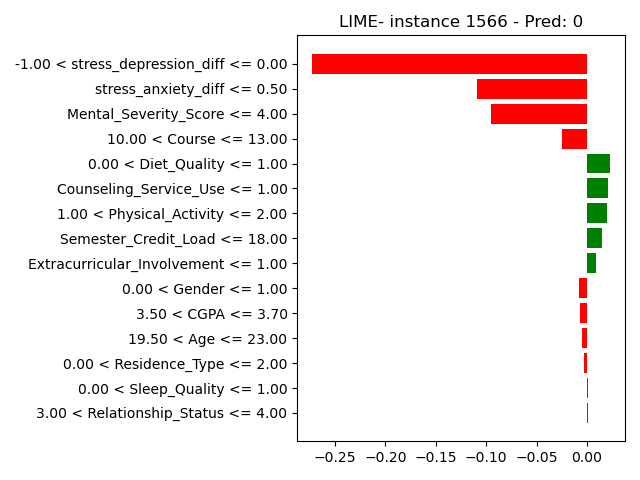 LIME- instance 1566 - Pred: 0
-1.00 < stress_depression_diff <= 0.00
stress_anxiety_diff <= 0.50
Mental_Severity_Score <= 4.00
10.00 < Course <= 13.00
0.00 < Diet_Quality <= 1.00
Counseling_Service_Use <= 1.00
1.00 < Physical_Activity <= 2.00
Semester_Credit_Load <= 18.00
Extracurricular_Involvement <= 1.00
0.00 < Gender <= 1.00
3.50 < CGPA <= 3.70
19.50 < Age <= 23.00
0.00 < Residence_Type <= 2.00
0.00 < Sleep_Quality <= 1.00
3.00 < Relationship_Status <= 4.00
−0.25 −0.20 −0.15 −0.10 −0.05 0.00